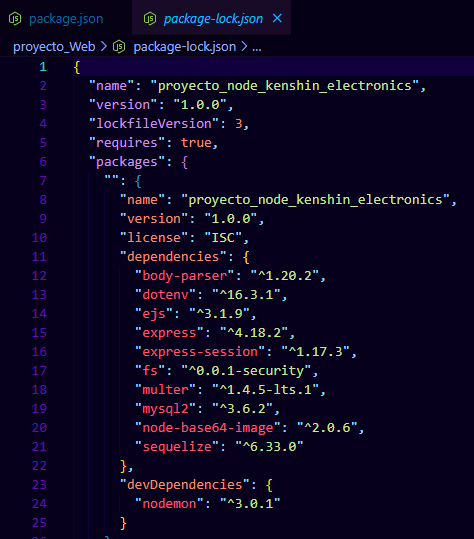 package.json package-lock.json ×
proyecto_Web > package-lock.json > ...
1 {
2 "name": "proyecto_node_kenshin_electronics",
3 "version": "1.0.0",
4 "lockfileVersion": 3,
5 "requires": true,
6 "packages": {
7 "": {
8 "name": "proyecto_node_kenshin_electronics",
9 "version": "1.0.0",
10 "license": "ISC",
11 "dependencies": {
12 "body-parser": "^1.20.2",
13 "dotenv": "^16.3.1",
14 "ejs": "^3.1.9",
15 "express": "^4.18.2",
16 "express-session": "^1.17.3",
17 "fs": "^0.0.1-security",
18 "multer": "^1.4.5-lts.1",
19 "mysql2": "^3.6.2",
20 "node-base64-image": "^2.0.6",
21 "sequelize": "^6.33.0"
22 },
23 "devDependencies": {
24 "nodemon": "^3.0.1"
25 }